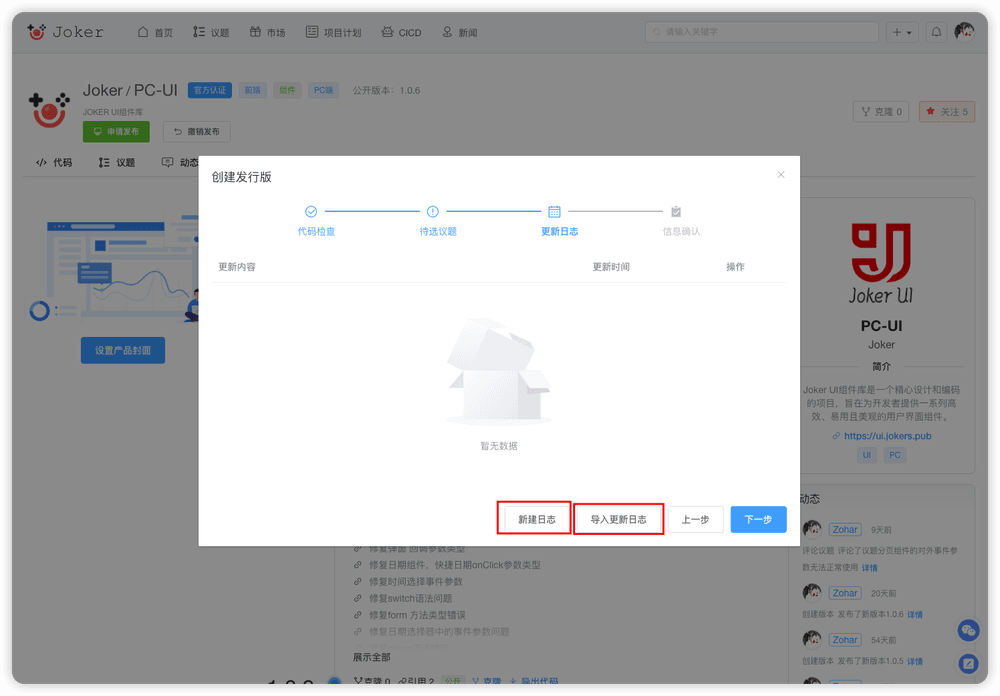 Joker 首页 议题 市场 项目计划 CICD 新闻 请输入关键字
Joker / PC-UI 官方认证 前端 组件 PC端 公开版本：1.0.6
JOKER UI组件库
申请发布 撤销发布
克隆 0 关注 5
代码 议题 动态
创建发行版
代码检查 待选议题 更新日志 信息确认
更新内容 更新时间 操作
暂无数据
新建日志 导入更新日志 上一步 下一步
设置产品封面
Joker UI
PC-UI
Joker
简介
Joker UI组件库是一个精心设计和编码
的项目，旨在为开发者提供一系列高
效、易用且美观的用户界面组件。
https://ui.jokers.pub
UI PC
动态
Zohar 9天前
评论议题 评论了议题分页组件的对外事件参
数无法正常使用 详情
Zohar 20天前
创建版本 发布了新版本1.0.6 详情
Zohar 54天前
创建版本 发布了新版本1.0.5 详情
修复弹窗 回调参数类型
修复日期组件，快捷日期onClick参数类型
修复时间选择事件参数
修复switch语法问题
修复form 方法类型错误
修复日期选择器中的事件参数问题
展示全部
克隆 0 引用 2 公开 克隆 导出代码